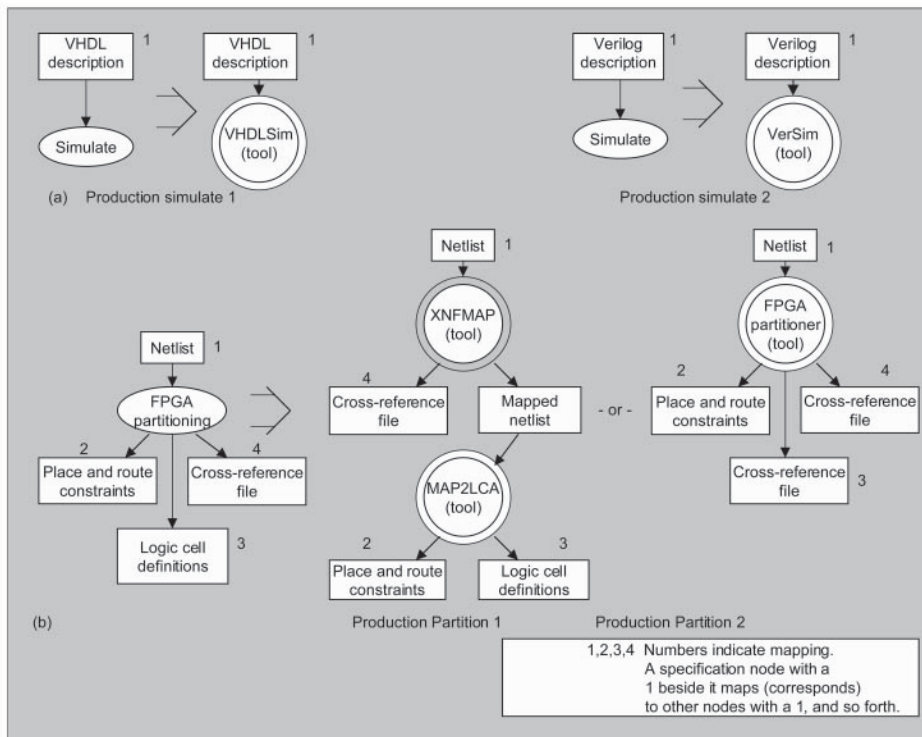 VHDL
description
1
VHDL
description
1
Verilog
description
1
Verilog
description
1
Simulate
VHDLSim
(tool)
Simulate
VerSim
(tool)
(a) Production simulate 1
Production simulate 2
Netlist
1
FPGA
partitioning
2
Place and route
constraints
4
Cross-reference
file
Logic cell
definitions
3
Netlist
1
XNFMAP
(tool)
4
Cross-reference
file
Mapped
netlist
MAP2LCA
(tool)
2
Place and route
constraints
3
Logic cell
definitions
- or -
Netlist
1
FPGA
partitioner
(tool)
2
Place and route
constraints
4
Cross-reference
file
Cross-reference
file
3
(b)
Production Partition 1
Production Partition 2
1,2,3,4 Numbers indicate mapping.
A specification node with a
1 beside it maps (corresponds)
to other nodes with a 1, and so forth.